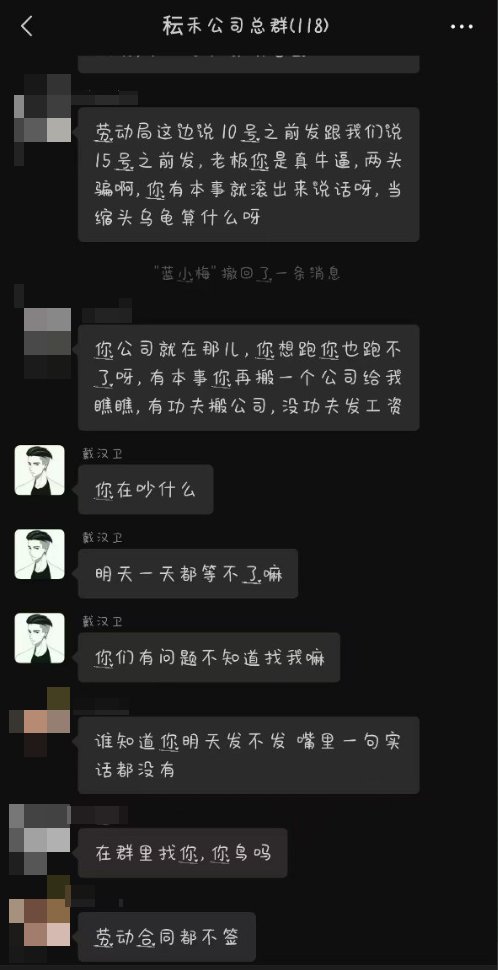 耘禾公司总群(118)
劳动局这边说10号之前发跟我们说
15号之前发,老板你是真牛逼,两头
骗啊,你有本事就滚出来说话呀,当
缩头乌龟算什么呀
"蓝小梅"撤回了一条消息
你公司就在那儿,你想跑你也跑不
了呀,有本事你再搬一个公司给我
瞧瞧,有功夫搬公司,没功夫发工资
戴汉卫
你在吵什么
戴汉卫
明天一天都等不了嘛
戴汉卫
你们有问题不知道找我嘛
谁知道你明天发不发 嘴里一句实
话都没有
在群里找你,你鸟吗
劳动合同都不签